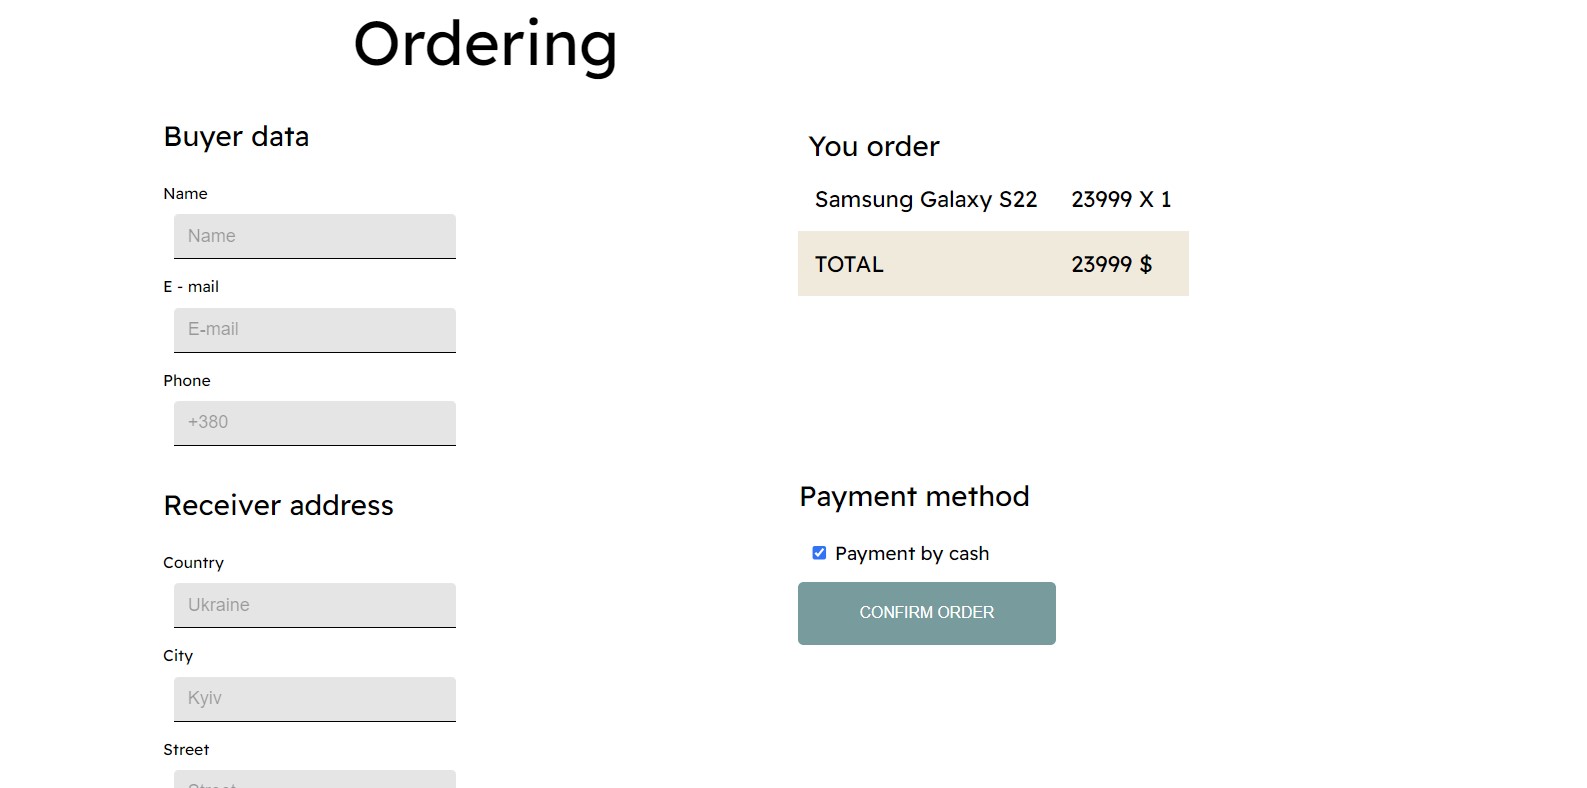 Ordering
Buyer data
Name
Name
E - mail
E-mail
Phone
+380
Receiver address
Country
Ukraine
City
Kyiv
Street
Street
You order
Samsung Galaxy S22 23999 X 1
TOTAL 23999 $
Payment method
Payment by cash
CONFIRM ORDER